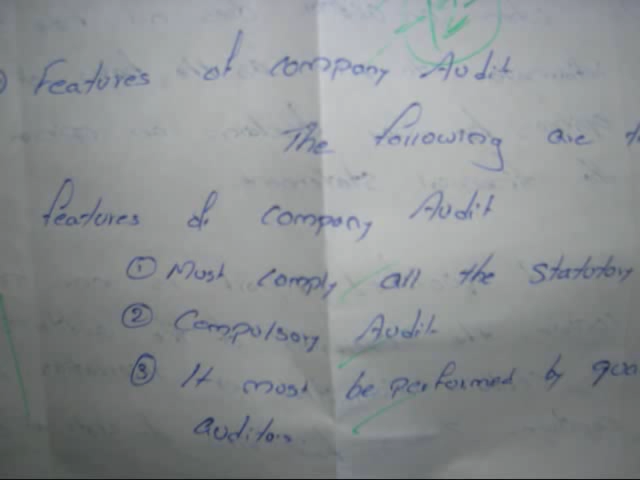 Features of company Audit
The following are
features of company Audit
① Must comply all the statutory
② Compulsory Audit
③ It must be performed by
auditors.